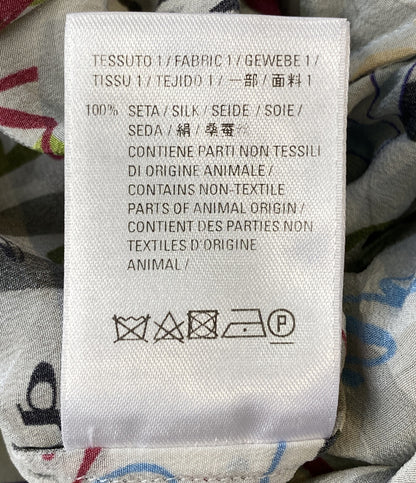 TESSUTO 1 / FABRIC 1 / GEWEBE 1 /
TISSU 1 / TEJIDO 1 / 一部 / 面料 1
100% SETA / SILK / SEIDE / SOIE /
SEDA / 絹 / 桑蚕丝
CONTIENE PARTI NON TESSILI
DI ORIGINE ANIMALE /
CONTAINS NON-TEXTILE
PARTS OF ANIMAL ORIGIN /
CONTIENT DES PARTIES NON
TEXTILES D'ORIGINE
ANIMAL /
P